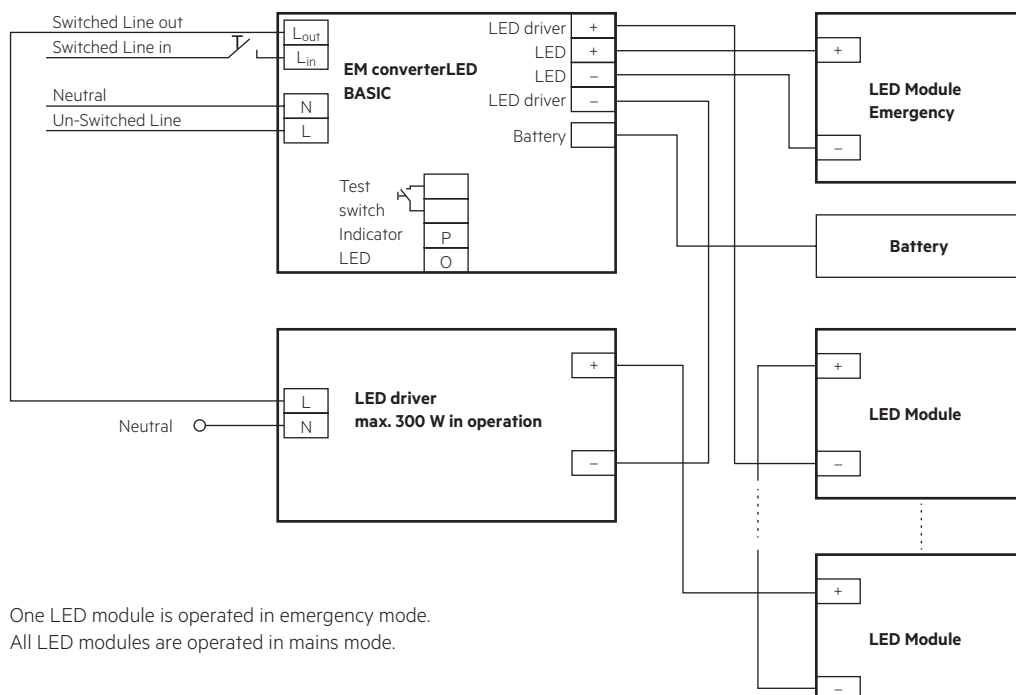 Switched Line out
Switched Line in
Neutral
Un-Switched Line
Lout
Lin
N
L
EM converterLED
BASIC
LED driver +
LED +
LED –
LED driver –
Battery
Test
switch
Indicator P
LED O
+
–
LED Module
Emergency
Battery
L
N
Neutral
LED driver
max. 300 W in operation
+
–
+
–
LED Module
+
–
LED Module
One LED module is operated in emergency mode.
All LED modules are operated in mains mode.